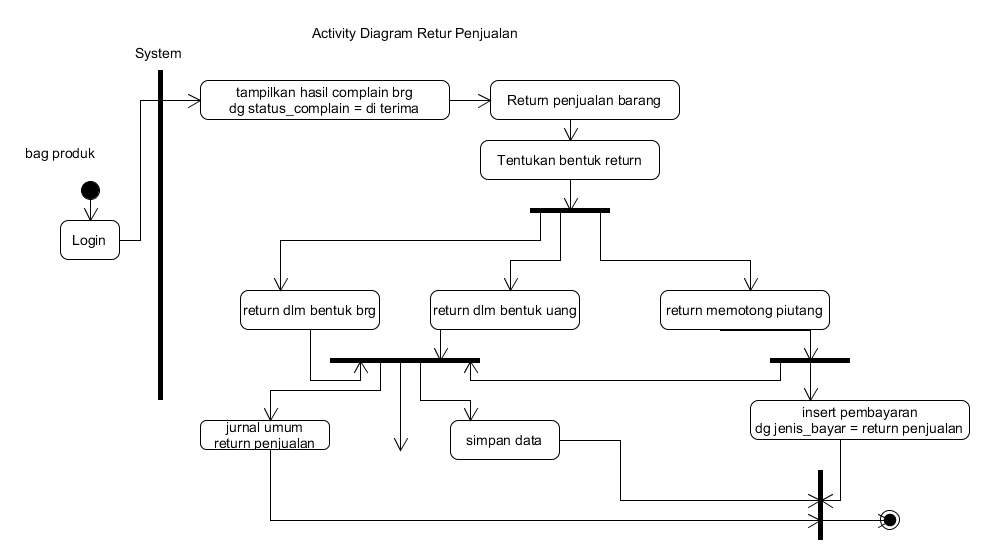 Activity Diagram Retur Penjualan
System
tampilkan hasil complain brg
dg status_complain = di terima
Return penjualan barang
bag produk
Tentukan bentuk return
Login
return dlm bentuk brg
return dlm bentuk uang
return memotong piutang
jurnal umum
return penjualan
simpan data
insert pembayaran
dg jenis_bayar = return penjualan